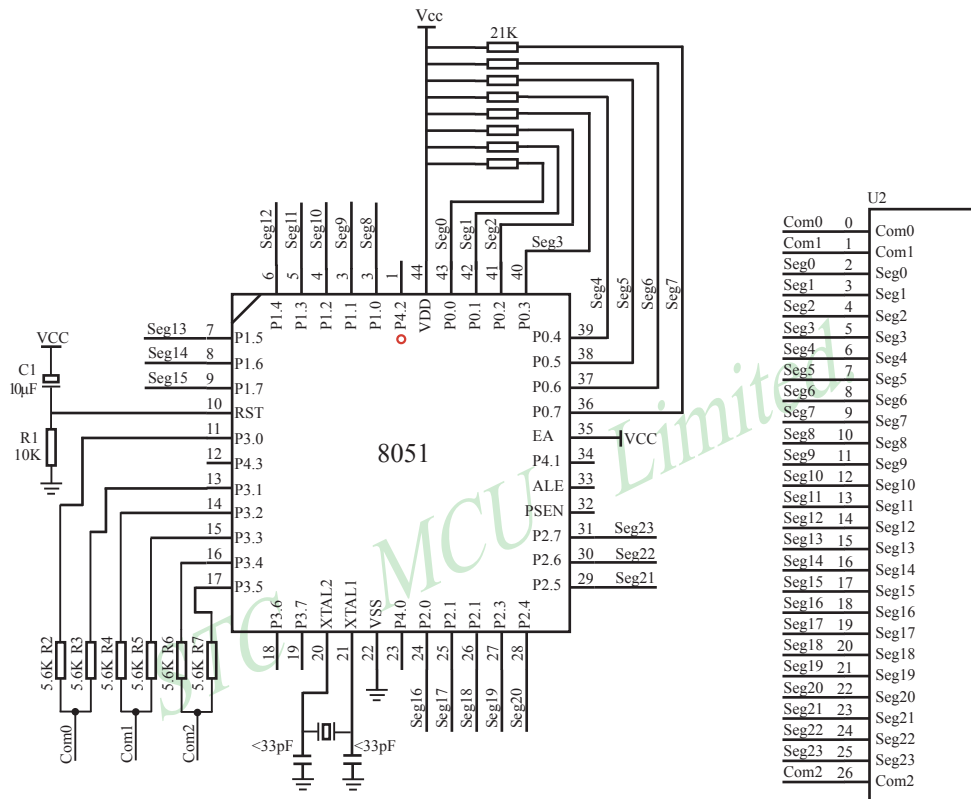 Vcc
21K
Seg12
Seg11
Seg10
Seg9
Seg8
Seg0
Seg1
Seg2
Seg3
Seg4
Seg5
Seg6
Seg7
6
5
4
3
3
1
44
43
42
41
40
P1.4
P1.3
P1.2
P1.1
P1.0
P4.2
VDD
P0.0
P0.1
P0.2
P0.3
Seg13 7 P1.5
Seg14 8 P1.6
Seg15 9 P1.7
10 RST
11 P3.0
12 P4.3
13 P3.1
14 P3.2
15 P3.3
16 P3.4
17 P3.5
VCC
C1
10μF
R1
10K
8051
P0.4 39
P0.5 38
P0.6 37
P0.7 36
EA 35 VCC
P4.1 34
ALE 33
PSEN 32
P2.7 31 Seg23
P2.6 30 Seg22
P2.5 29 Seg21
P3.6
P3.7
XTAL2
XTAL1
VSS
P4.0
P2.0
P2.1
P2.1
P2.3
P2.4
18
19
20
21
22
23
24
25
26
27
28
Seg16
Seg17
Seg18
Seg19
Seg20
5.6K R2
5.6K R3
5.6K R4
5.6K R5
5.6K R6
5.6K R7
Com0
Com1
Com2
<33pF
<33pF
STC MCU Limited.
U2
Com0 0 Com0
Com1 1 Com1
Seg0 2 Seg0
Seg1 3 Seg1
Seg2 4 Seg2
Seg3 5 Seg3
Seg4 6 Seg4
Seg5 7 Seg5
Seg6 8 Seg6
Seg7 9 Seg7
Seg8 10 Seg8
Seg9 11 Seg9
Seg10 12 Seg10
Seg11 13 Seg11
Seg12 14 Seg12
Seg13 15 Seg13
Seg14 16 Seg14
Seg15 17 Seg15
Seg16 18 Seg16
Seg17 19 Seg17
Seg18 20 Seg18
Seg19 21 Seg19
Seg20 22 Seg20
Seg21 23 Seg21
Seg22 24 Seg22
Seg23 25 Seg23
Com2 26 Com2